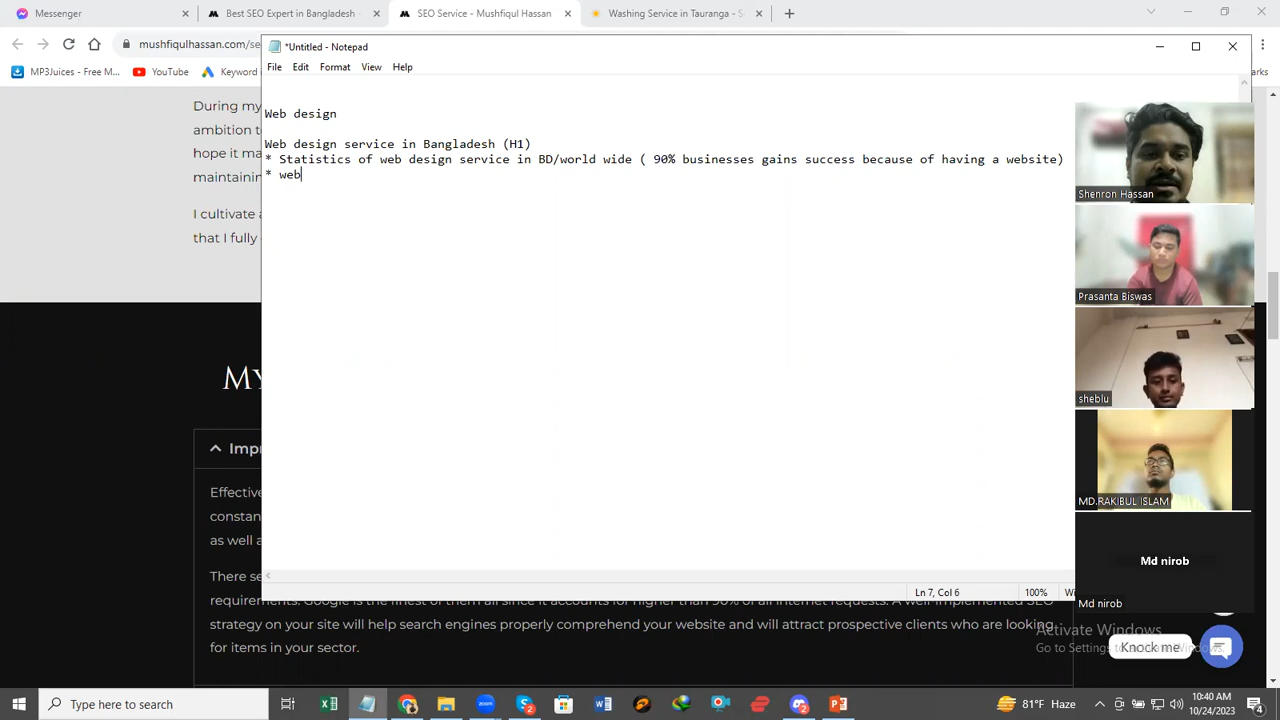 Messenger
Best SEO Expert in Bangladesh
SEO Service - Mushfiqul Hassan
Washing Service in Tauranga - S
mushfiqulhassan.com/se
MP3Juices - Free M
YouTube
Keyword
arks
*Untitled - Notepad
File Edit Format View Help
During my
ambition t
hope it ma
maintainin
I cultivate a
that I fully
Web design
Web design service in Bangladesh (H1)
* Statistics of web design service in BD/world wide ( 90% businesses gains success because of having a website)
* web
Shenron Hassan
Prasanta Biswas
sheblu
MD.RAKIBUL ISLAM
Md nirob
Md nirob
My
Impr
Effective
constan
as well a
There se
Ln 7, Col 6
100%
Wi
requirements. Google is the finest of them all since it accounts for higher than 90% of all internet requests. A well-implemented SEO
strategy on your site will help search engines properly comprehend your website and will attract prospective clients who are looking
for items in your sector.
Activate Windows
Go to Settings to activate Windows.
Knock me
Type here to search
81°F Haze
10:40 AM
10/24/2023
4